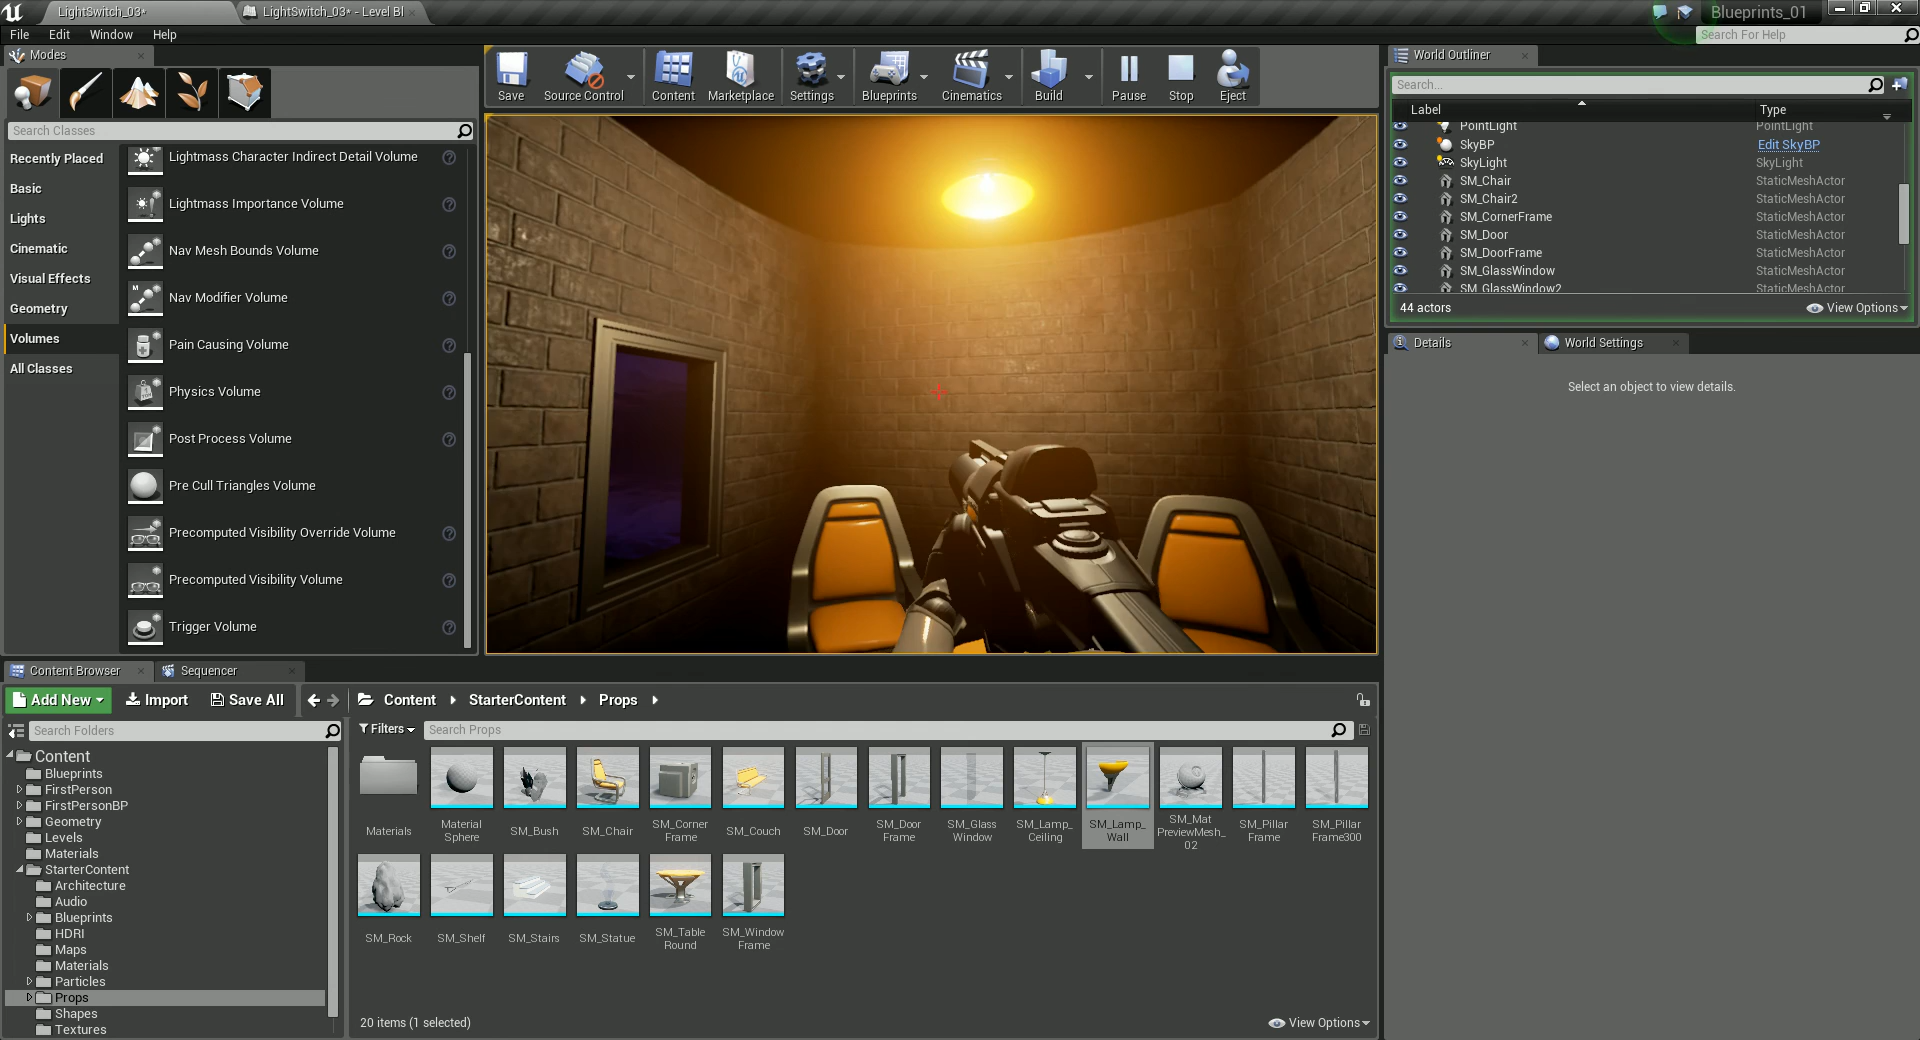 LightSwitch_03*
LightSwitch_03* - Level Bl
Blueprints_01
File Edit Window Help
Search For Help
Modes
Search Classes
Recently Placed
Basic
Lights
Cinematic
Visual Effects
Geometry
Volumes
All Classes
Lightmass Character Indirect Detail Volume
Lightmass Importance Volume
Nav Mesh Bounds Volume
Nav Modifier Volume
Pain Causing Volume
Physics Volume
Post Process Volume
Pre Cull Triangles Volume
Precomputed Visibility Override Volume
Precomputed Visibility Volume
Trigger Volume
Save Source Control Content Marketplace Settings Blueprints Cinematics Build Pause Stop Eject
World Outliner
Search...
Label Type
PointLight PointLight
SkyBP Edit SkyBP
SkyLight SkyLight
SM_Chair StaticMeshActor
SM_Chair2 StaticMeshActor
SM_CornerFrame StaticMeshActor
SM_Door StaticMeshActor
SM_DoorFrame StaticMeshActor
SM_GlassWindow StaticMeshActor
SM_GlassWindow2 StaticMeshActor
44 actors View Options
Details World Settings
Select an object to view details.
Content Browser Sequencer
Add New Import Save All Content StarterContent Props
Search Folders
Content
Blueprints
FirstPerson
FirstPersonBP
Geometry
Levels
Materials
StarterContent
Architecture
Audio
Blueprints
HDRI
Maps
Materials
Particles
Props
Shapes
Textures
Filters Search Props
Materials
Material
Sphere
SM_Bush
SM_Chair
SM_Corner
Frame
SM_Couch
SM_Door
SM_Door
Frame
SM_Glass
Window
SM_Lamp_
Ceiling
SM_Lamp_
Wall
SM_Mat
PreviewMesh_
02
SM_Pillar
Frame
SM_Pillar
Frame300
SM_Rock
SM_Shelf
SM_Stairs
SM_Statue
SM_Table
Round
SM_Window
Frame
20 items (1 selected) View Options